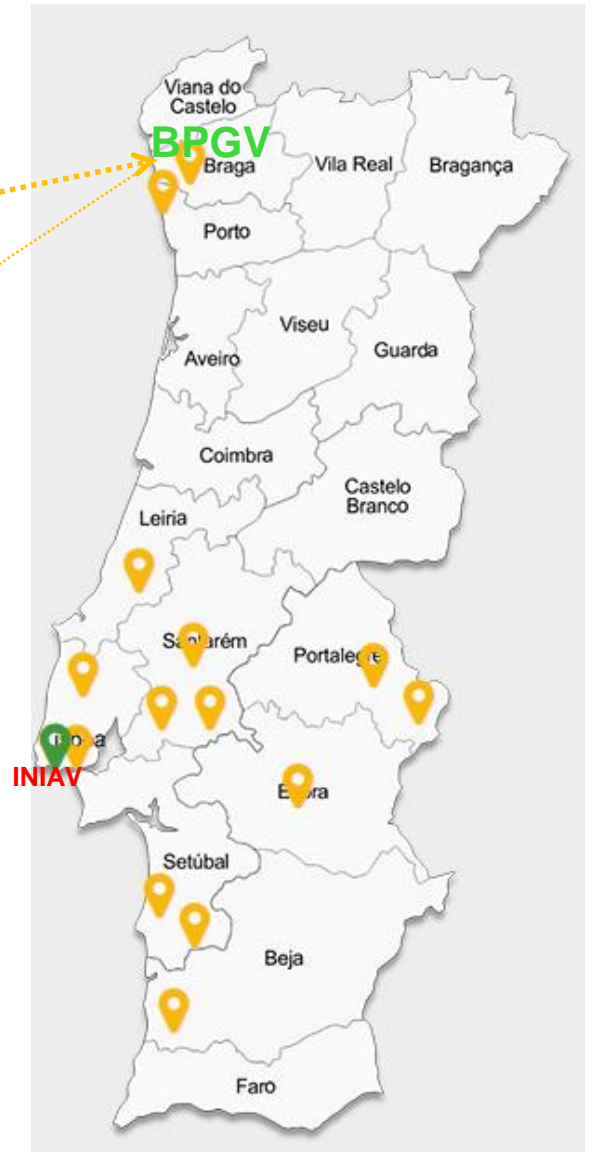 Viana do
Castelo
BPGV
Braga
Vila Real
Bragança
Porto
Viseu
Aveiro
Guarda
Coimbra
Castelo
Branco
Leiria
Santarém
Portalegre
INIAV
Setúbal
Beja
Faro